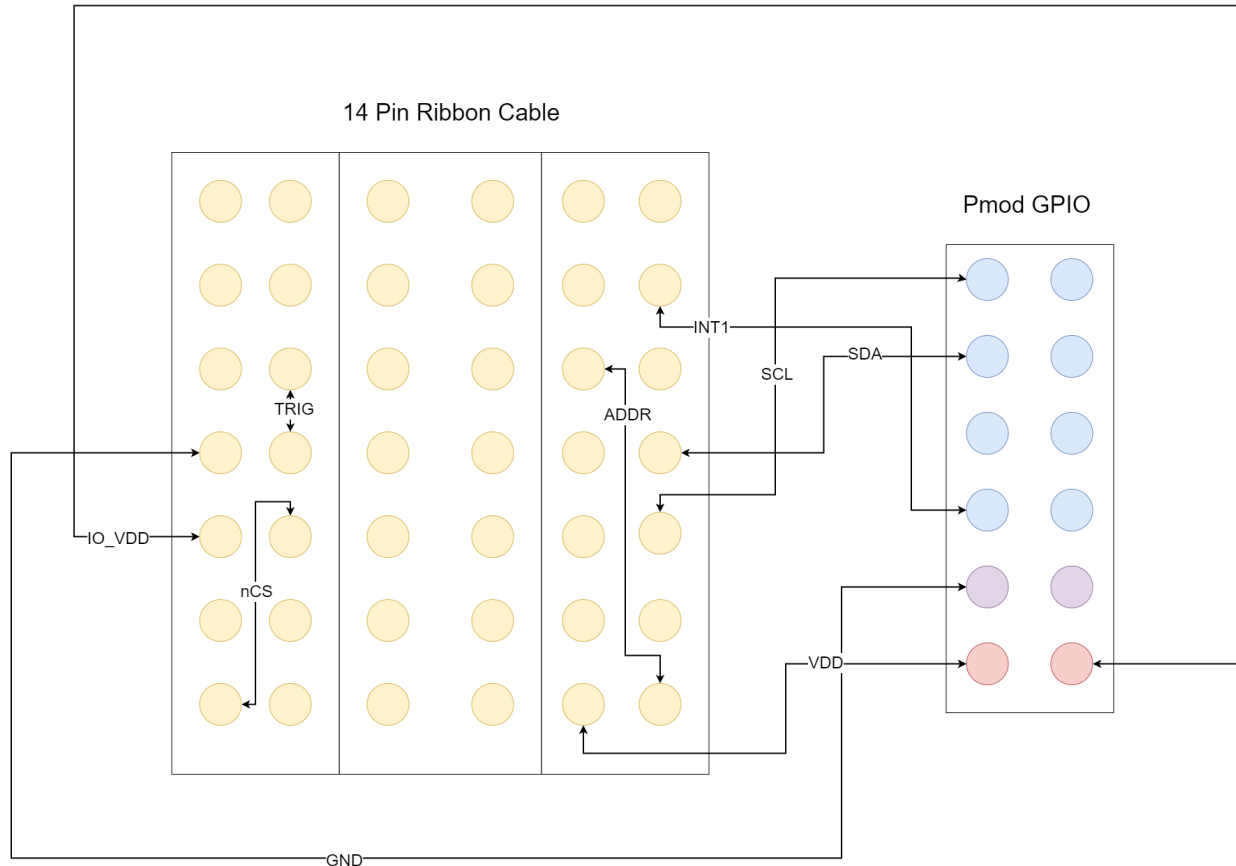 14 Pin Ribbon Cable
Pmod GPIO
INT1
SDA
SCL
TRIG
ADDR
IO_VDD
nCS
VDD
GND